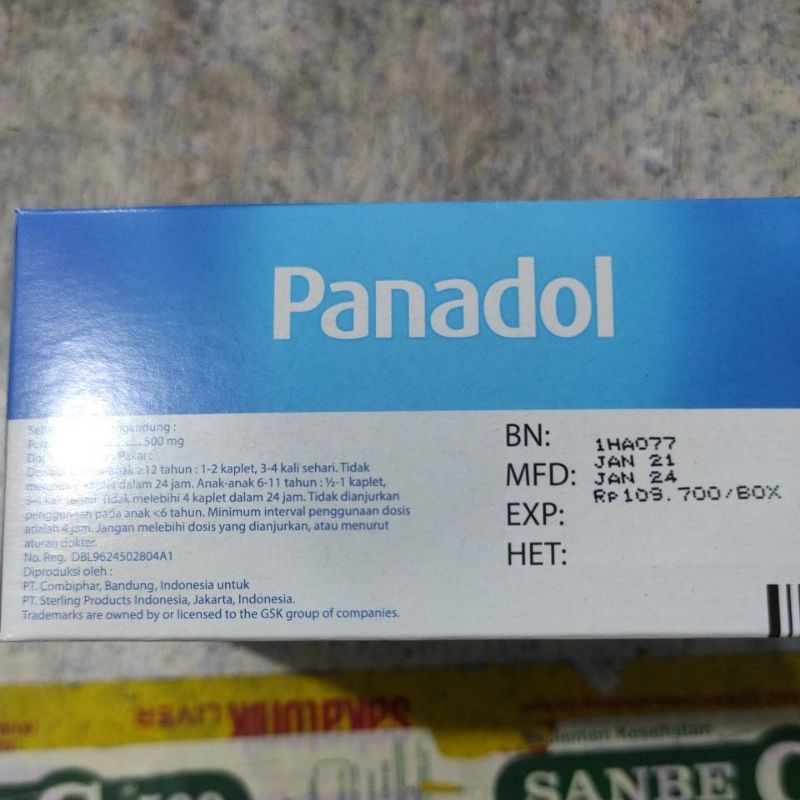 Panadol
500 mg
≥12 tahun : 1-2 kaplet, 3-4 kali sehari. Tidak
kaplet dalam 24 jam. Anak-anak 6-11 tahun : ½-1 kaplet,
Tidak melebihi 4 kaplet dalam 24 jam. Tidak dianjurkan
penggunaan pada anak <6 tahun. Minimum interval penggunaan dosis
adalah 4 jam. Jangan melebihi dosis yang dianjurkan, atau menurut
aturan dokter.
No. Reg. DBL9624502804A1
Diproduksi oleh :
PT. Combiphar, Bandung, Indonesia untuk
PT. Sterling Products Indonesia, Jakarta, Indonesia.
Trademarks are owned by or licensed to the GSK group of companies.
BN: 1HA077
MFD: JAN 21
EXP: JAN 24
HET: Rp109.700/BOX
LIVER
SANBE